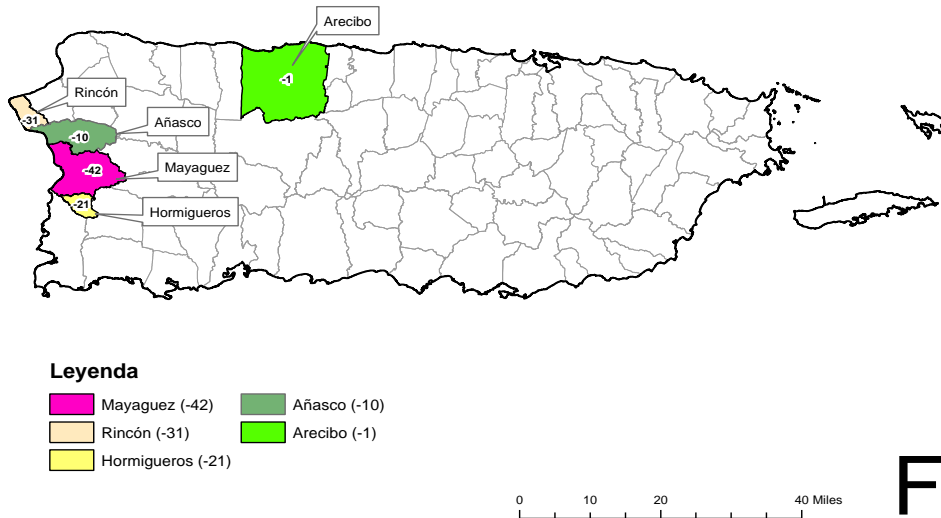 Arecibo
-1
Rincón
-31
Añasco
-10
Mayaguez
-42
Hormigueros
-21
Leyenda
Mayaguez (-42)
Añasco (-10)
Rincón (-31)
Arecibo (-1)
Hormigueros (-21)
F
0 10 20 40 Miles